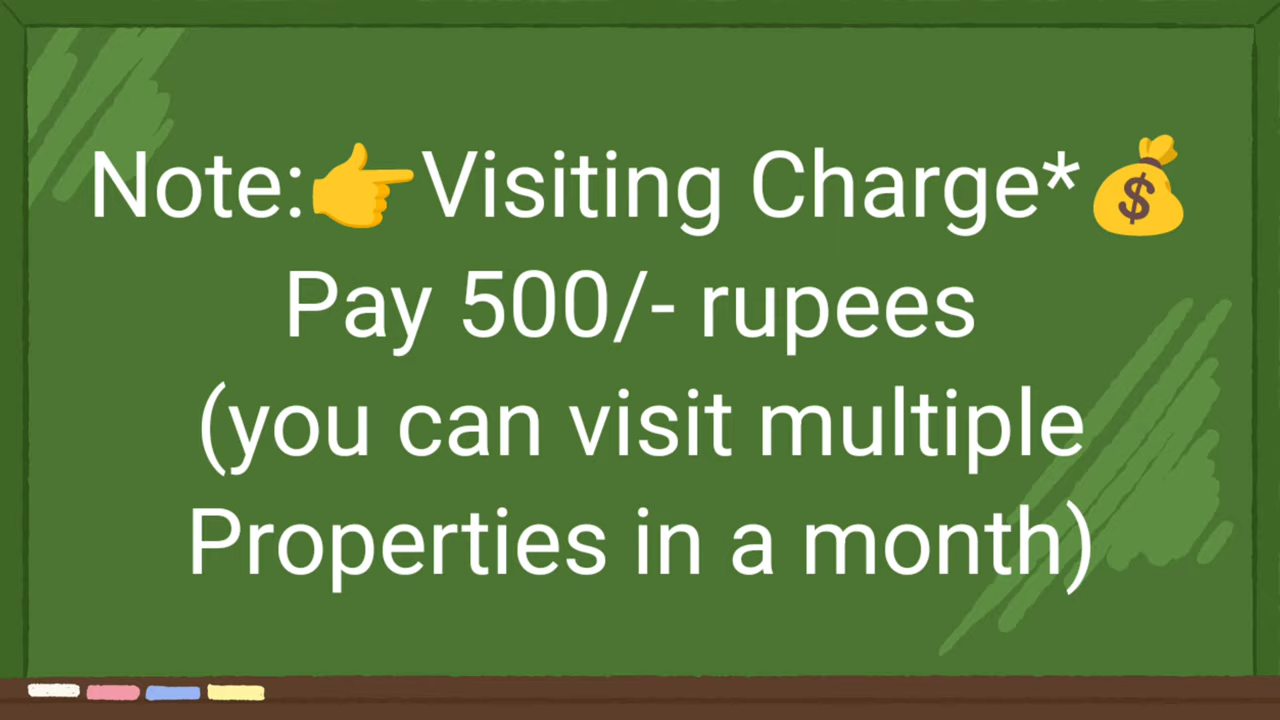 Note:👉Visiting Charge*💰
Pay 500/- rupees
(you can visit multiple
Properties in a month)